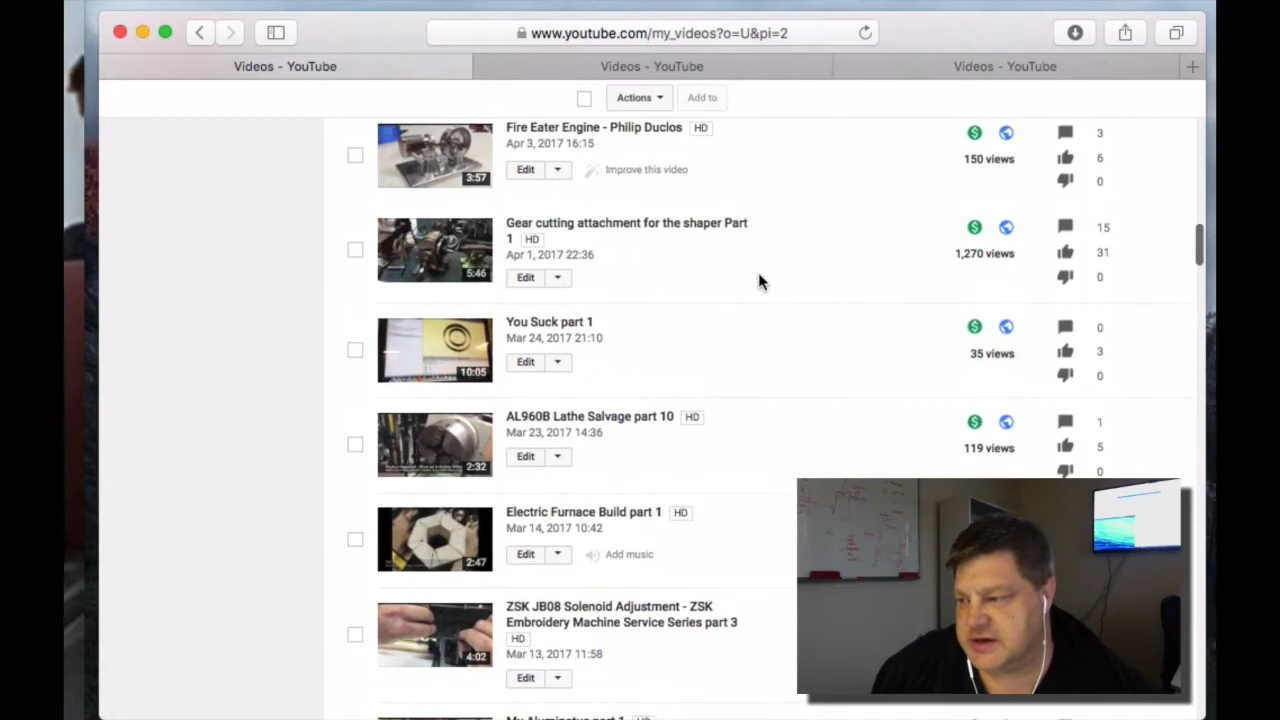 www.youtube.com/my_videos?o=U&pi=2
Videos - YouTube
Videos - YouTube
Videos - YouTube
Actions
Add to
Fire Eater Engine - Philip Duclos HD
Apr 3, 2017 16:15
Edit
Improve this video
3:57
150 views
3
6
0
Gear cutting attachment for the shaper Part
1 HD
Apr 1, 2017 22:36
Edit
5:46
1,270 views
15
31
0
You Suck part 1
Mar 24, 2017 21:10
Edit
10:05
35 views
0
3
0
AL960B Lathe Salvage part 10 HD
Mar 23, 2017 14:36
Edit
2:32
119 views
1
5
0
Electric Furnace Build part 1 HD
Mar 14, 2017 10:42
Edit
Add music
2:47
ZSK JB08 Solenoid Adjustment - ZSK
Embroidery Machine Service Series part 3
HD
Mar 13, 2017 11:58
Edit
4:02